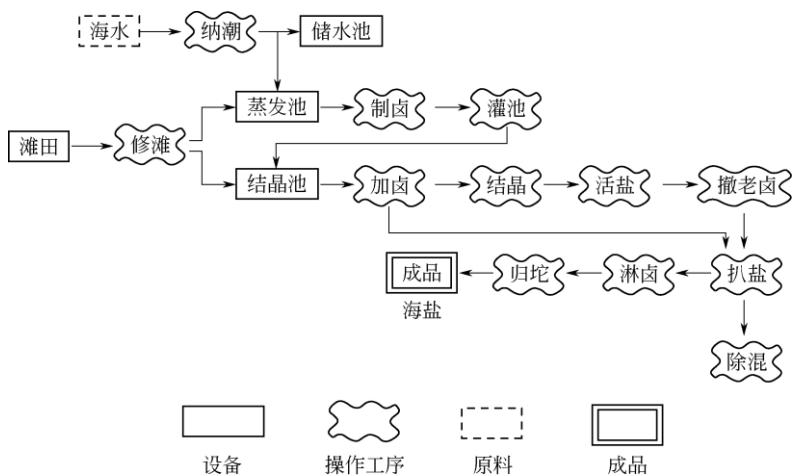 海水
纳潮
储水池
蒸发池
制卤
灌池
滩田
修滩
结晶池
加卤
结晶
活盐
撤老卤
成品
归坨
淋卤
扒盐
海盐
除混
设备
操作工序
原料
成品